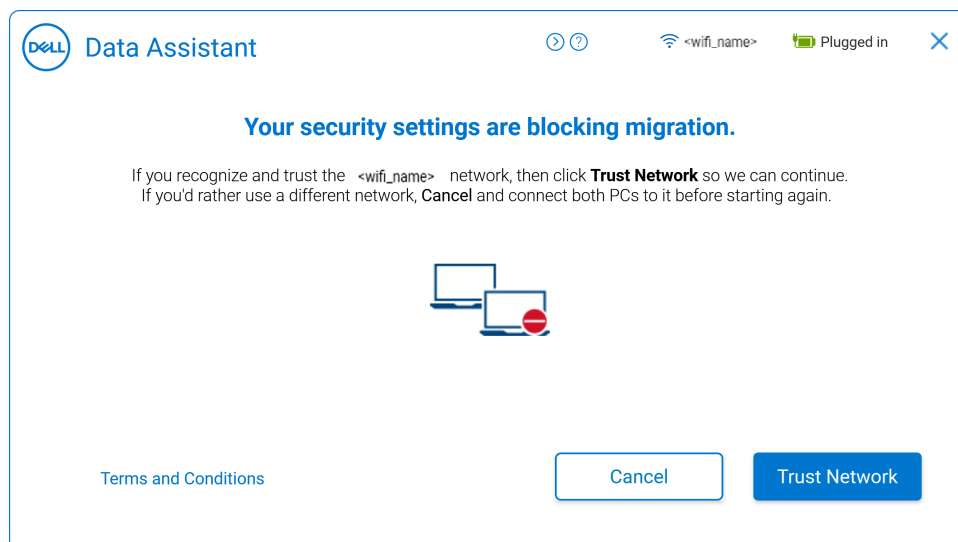 DELL Data Assistant
<wifi_name>
Plugged in
Your security settings are blocking migration.
If you recognize and trust the <wifi_name> network, then click Trust Network so we can continue.
If you'd rather use a different network, Cancel and connect both PCs to it before starting again.
Terms and Conditions
Cancel
Trust Network